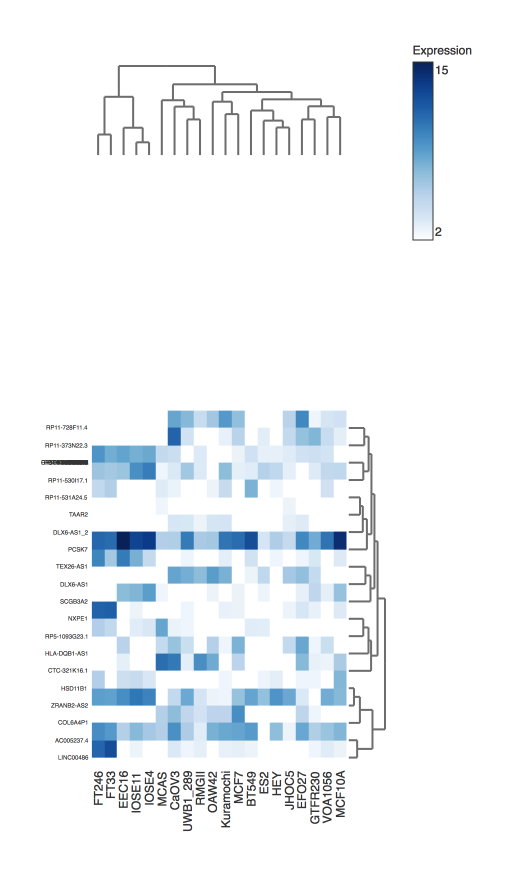 Expression
15
2
RP11-728F11.4
RP11-373N22.3
RP11-530I17.1
RP11-531A24.5
TAAR2
DLX6-AS1_2
PCSK7
TEX26-AS1
DLX6-AS1
SCGB3A2
NXPE1
RP5-1093G23.1
HLA-DQB1-AS1
CTC-321K16.1
HSD11B1
ZRANB2-AS2
COL6A4P1
AC005237.4
LINC00486
FT246
FT33
EEC16
IOSE11
IOSE4
MCAS
CaOV3
UWB1_289
RMGII
OAW42
Kuramochi
MCF7
BT549
ES2
HEY
JHOC5
EFO27
GTFR230
VOA1056
MCF10A